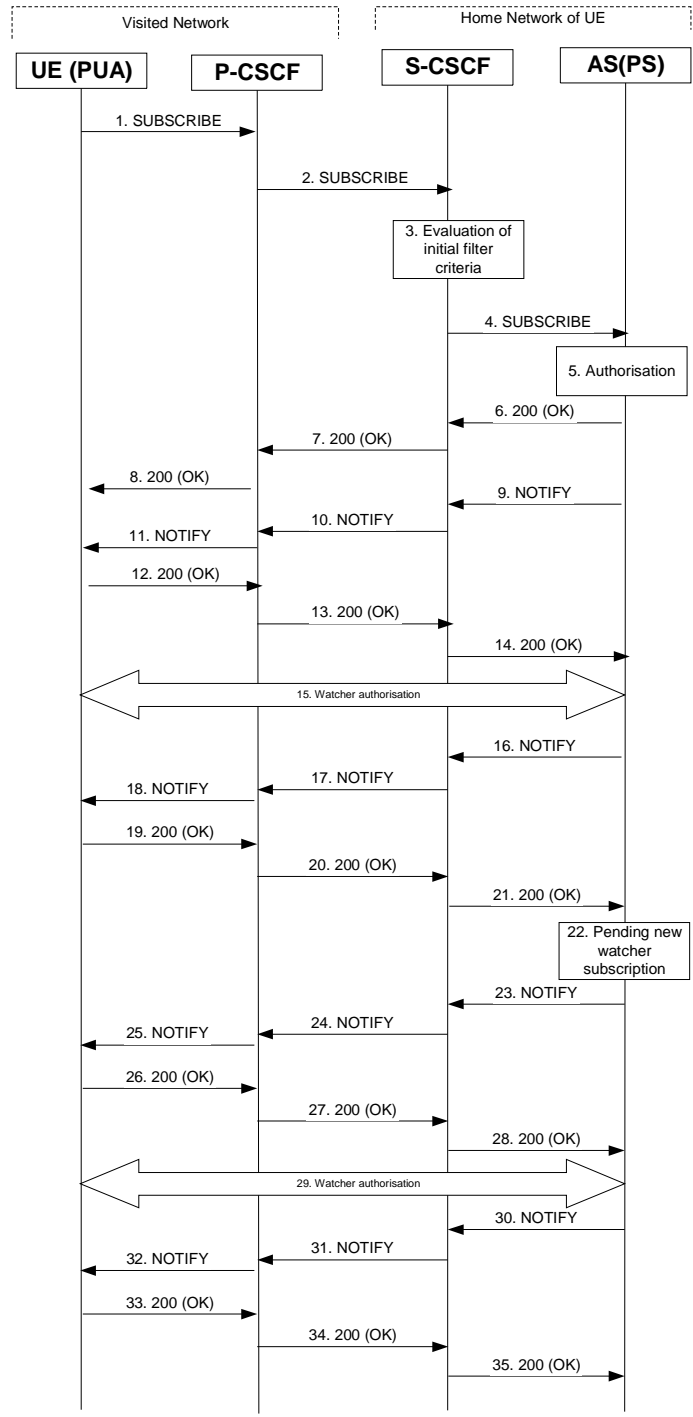 Visited Network
Home Network of UE
UE (PUA)
P-CSCF
S-CSCF
AS(PS)
1. SUBSCRIBE
2. SUBSCRIBE
3. Evaluation of
initial filter
criteria
4. SUBSCRIBE
5. Authorisation
6. 200 (OK)
7. 200 (OK)
8. 200 (OK)
9. NOTIFY
10. NOTIFY
11. NOTIFY
12. 200 (OK)
13. 200 (OK)
14. 200 (OK)
15. Watcher authorisation
16. NOTIFY
17. NOTIFY
18. NOTIFY
19. 200 (OK)
20. 200 (OK)
21. 200 (OK)
22. Pending new
watcher
subscription
23. NOTIFY
24. NOTIFY
25. NOTIFY
26. 200 (OK)
27. 200 (OK)
28. 200 (OK)
29. Watcher authorisation
30. NOTIFY
31. NOTIFY
32. NOTIFY
33. 200 (OK)
34. 200 (OK)
35. 200 (OK)